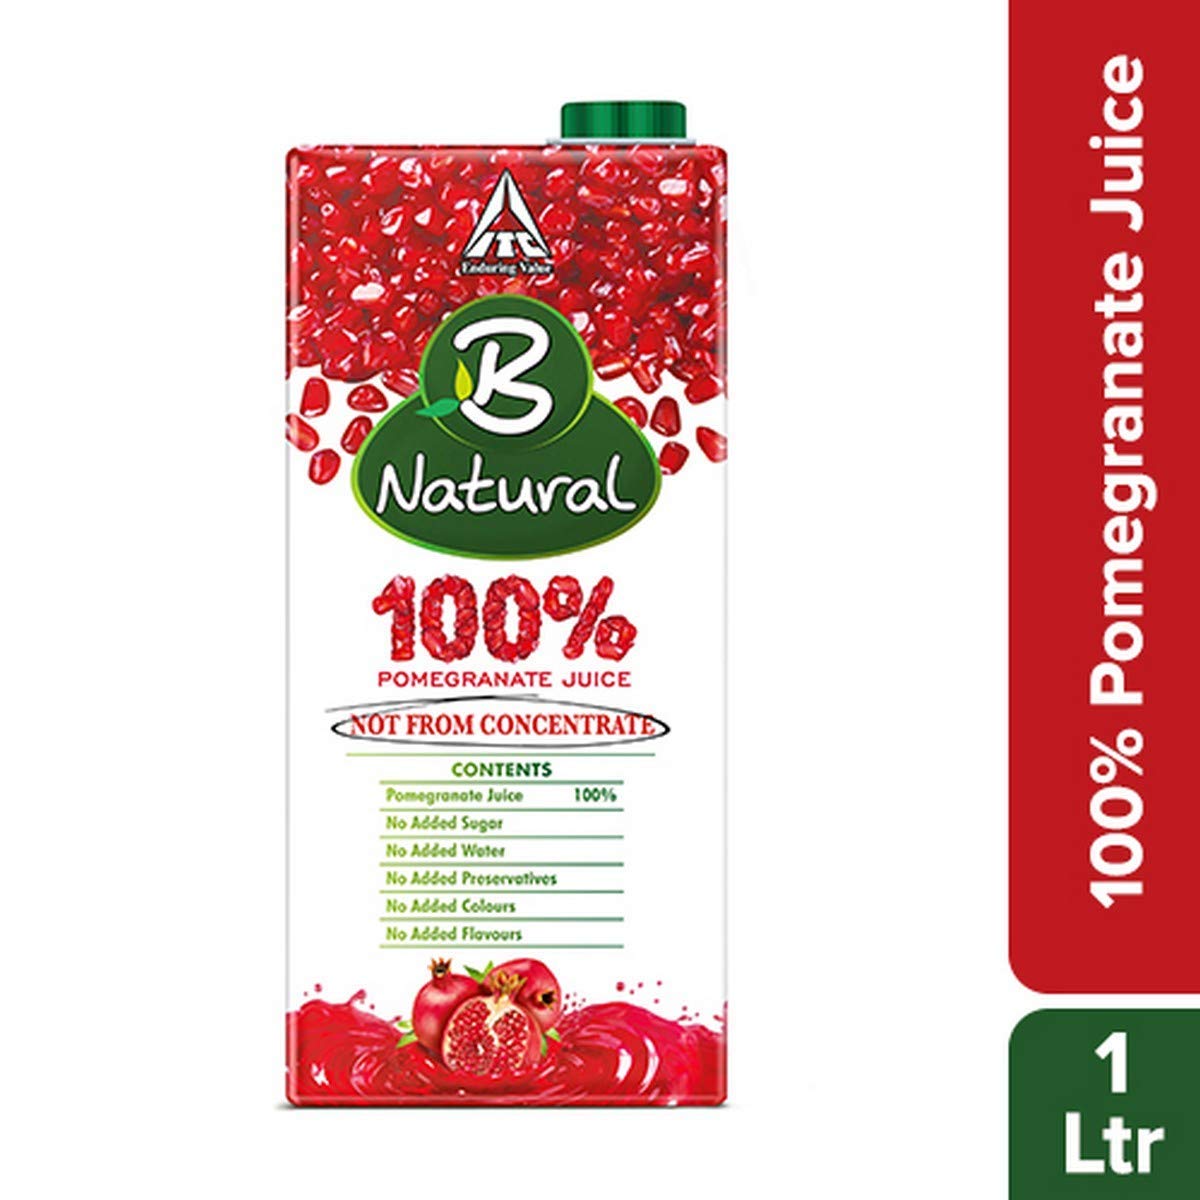 ITC
Enduring Value
B
Natural
100%
POMEGRANATE JUICE
NOT FROM CONCENTRATE
CONTENTS
Pomegranate Juice 100%
No Added Sugar
No Added Water
No Added Preservatives
No Added Colours
No Added Flavours
100% Pomegranate Juice
1
Ltr